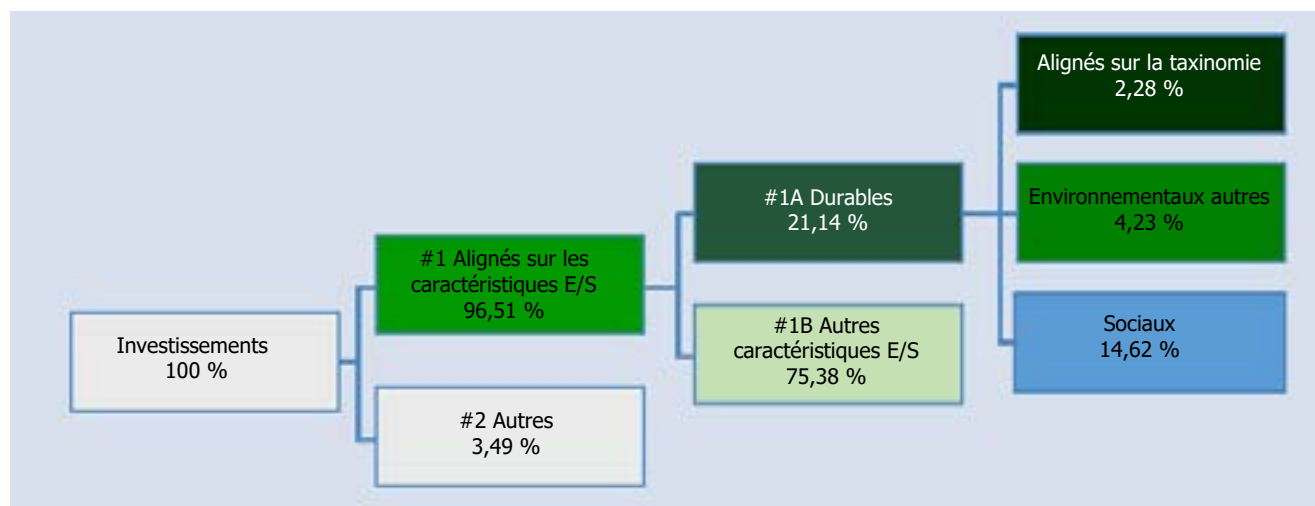 Investissements
100 %
#1 Alignés sur les
caractéristiques E/S
96,51 %
#2 Autres
3,49 %
#1A Durables
21,14 %
#1B Autres
caractéristiques E/S
75,38 %
Alignés sur la taxinomie
2,28 %
Environnementaux autres
4,23 %
Sociaux
14,62 %